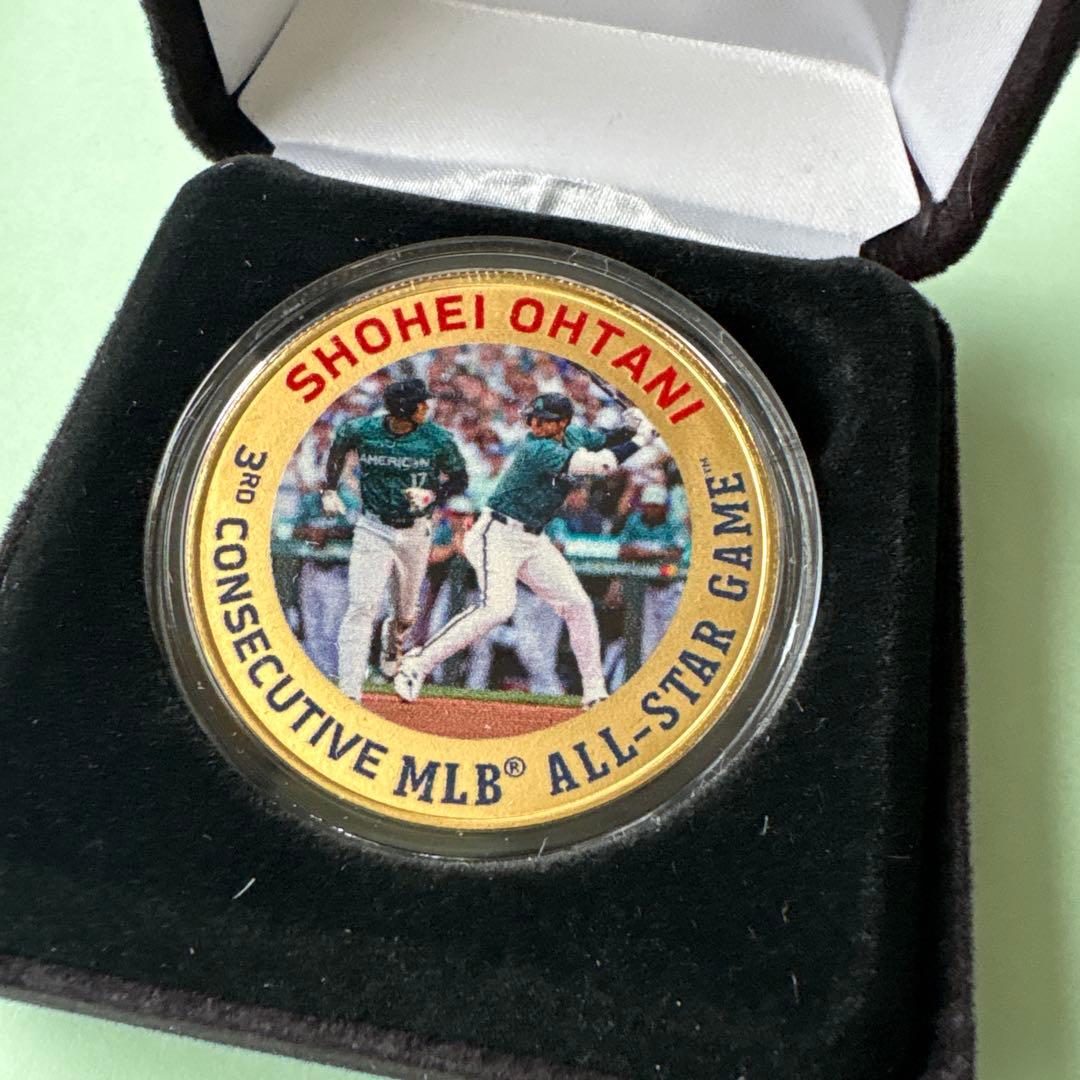 SHOHEI OHTANI
3RD CONSECUTIVE MLB® ALL-STAR GAME™
AMERICAN
17